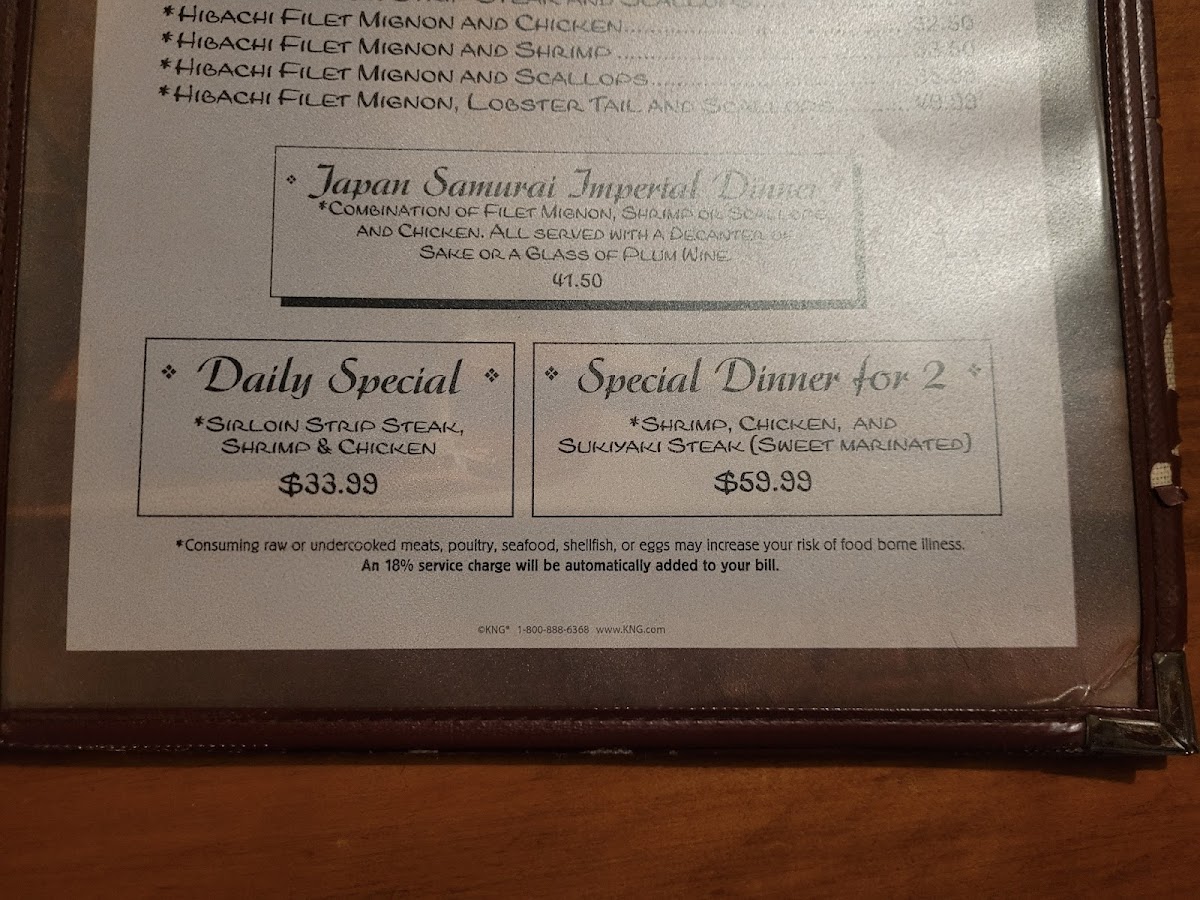 Strip Steak and Scallops
*Hibachi Filet Mignon and Chicken
*Hibachi Filet Mignon and Shrimp
*Hibachi Filet Mignon and Scallops
*Hibachi Filet Mignon, Lobster Tail and Scallops
Japan Samurai Imperial Dinner*
*Combination of Filet Mignon, Shrimp or Scallops
and Chicken. All served with a Decanter of
Sake or a Glass of Plum Wine.
41.50
Daily Special
*Sirloin Strip Steak,
Shrimp & Chicken
$33.99
Special Dinner for 2
*Shrimp, Chicken, and
Sukiyaki Steak (Sweet marinated)
$59.99
*Consuming raw or undercooked meats, poultry, seafood, shellfish, or eggs may increase your risk of food borne illness.
An 18% service charge will be automatically added to your bill.
©KNG® 1-800-888-6368 www.KNG.com